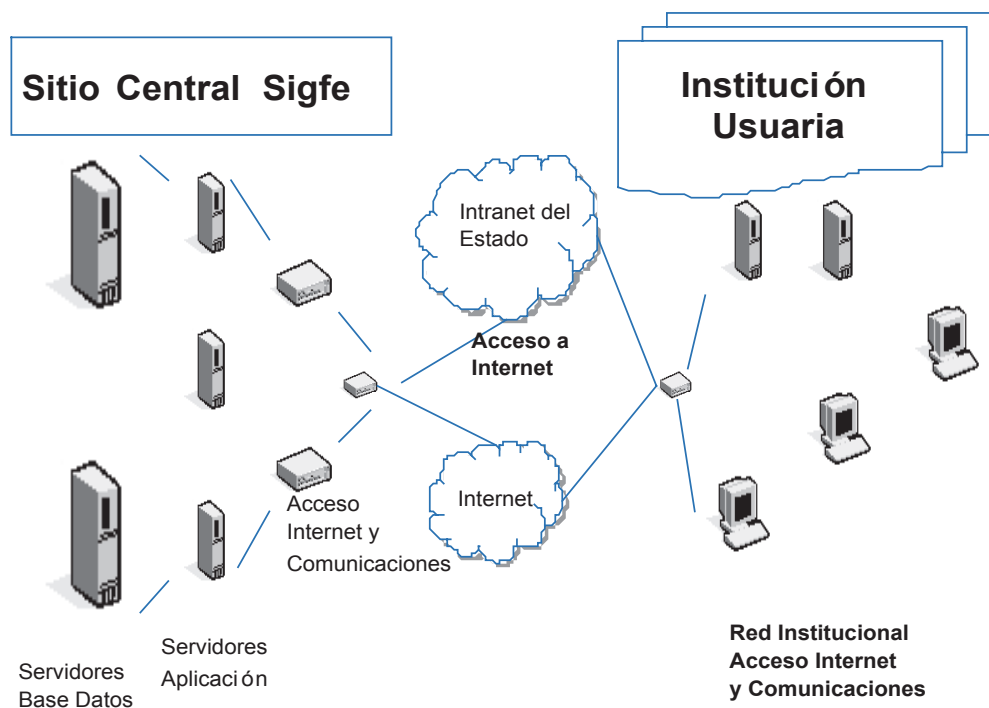 Sitio Central Sigfe
Institución
Usuaria
Intranet del
Estado
Acceso a
Internet
Internet
Acceso
Internet y
Comunicaciones
Servidores
Base Datos
Servidores
Aplicación
Red Institucional
Acceso Internet
y Comunicaciones